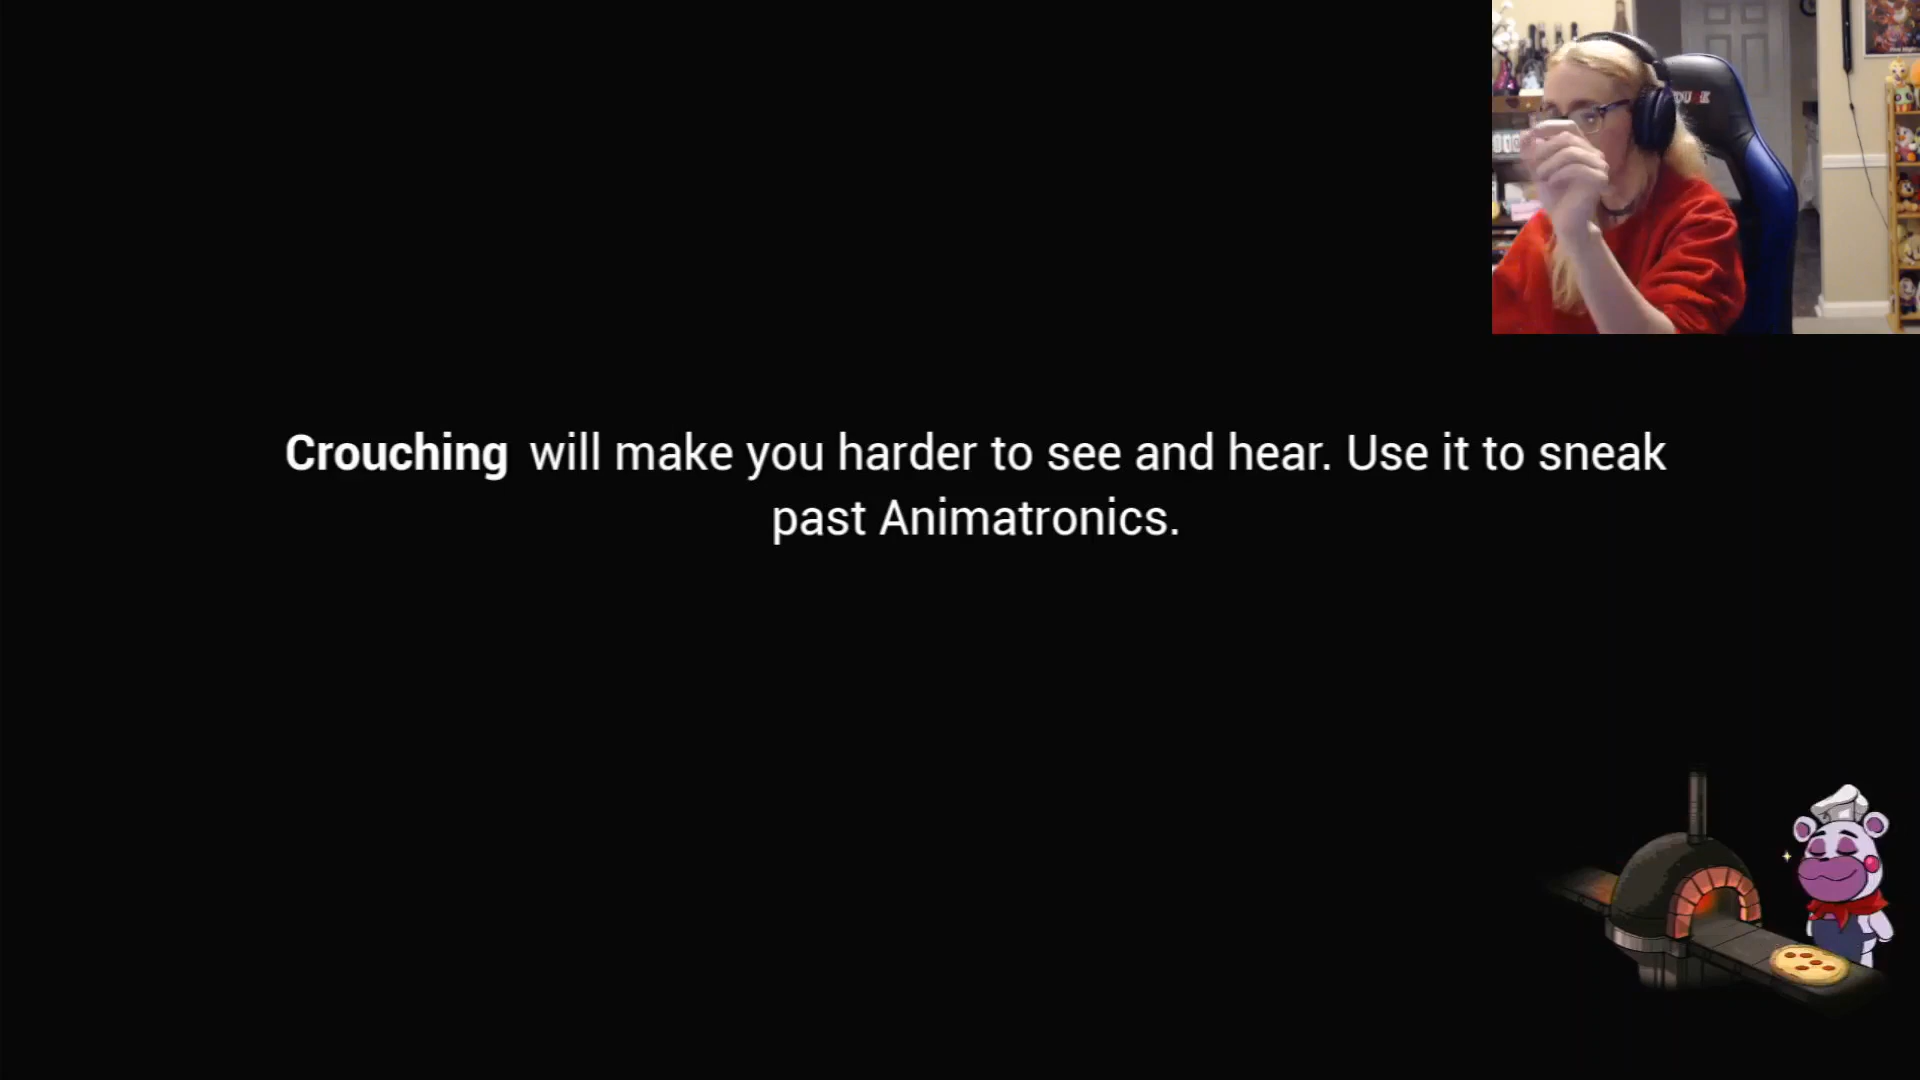 Crouching will make you harder to see and hear. Use it to sneak
past Animatronics.